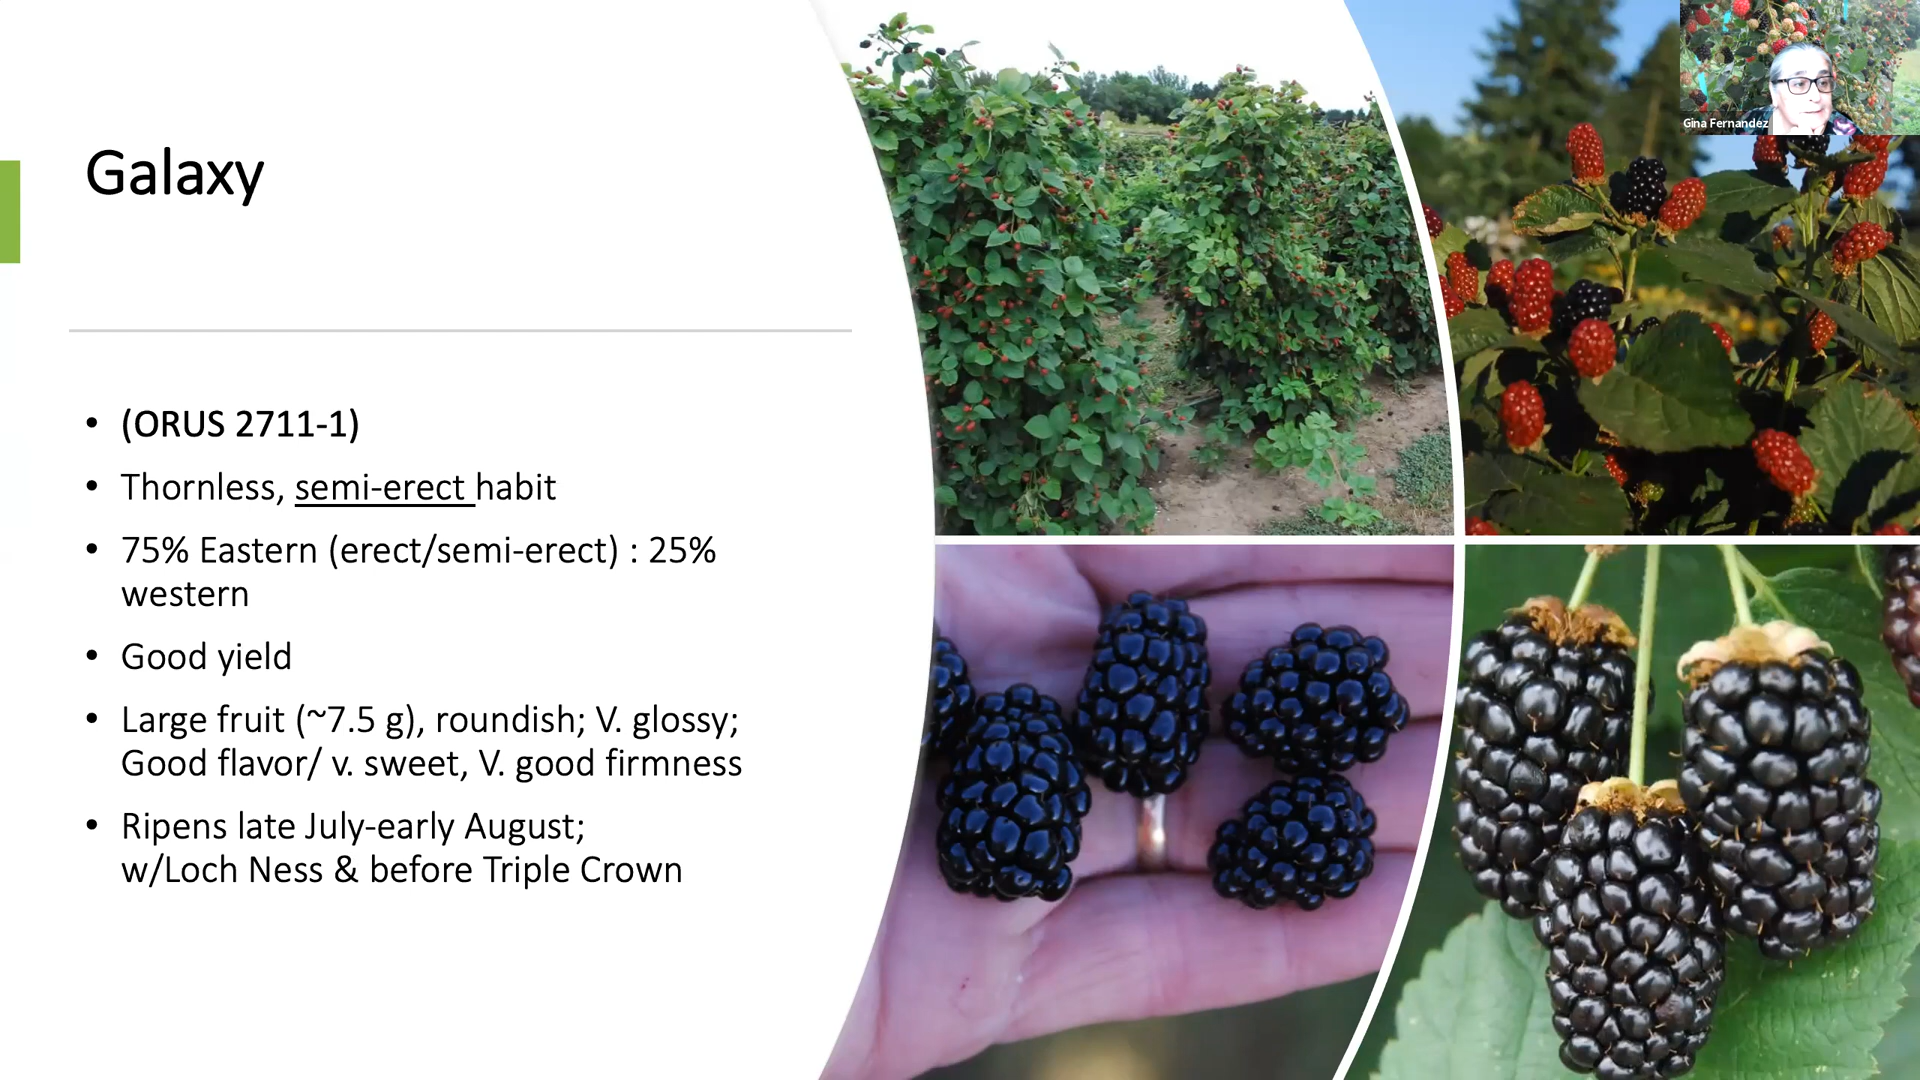 Galaxy
• (ORUS 2711-1)
• Thornless, semi-erect habit
• 75% Eastern (erect/semi-erect) : 25%
western
• Good yield
• Large fruit (~7.5 g), roundish; V. glossy;
Good flavor/ v. sweet, V. good firmness
• Ripens late July-early August;
w/Loch Ness & before Triple Crown
Gina Fernandez